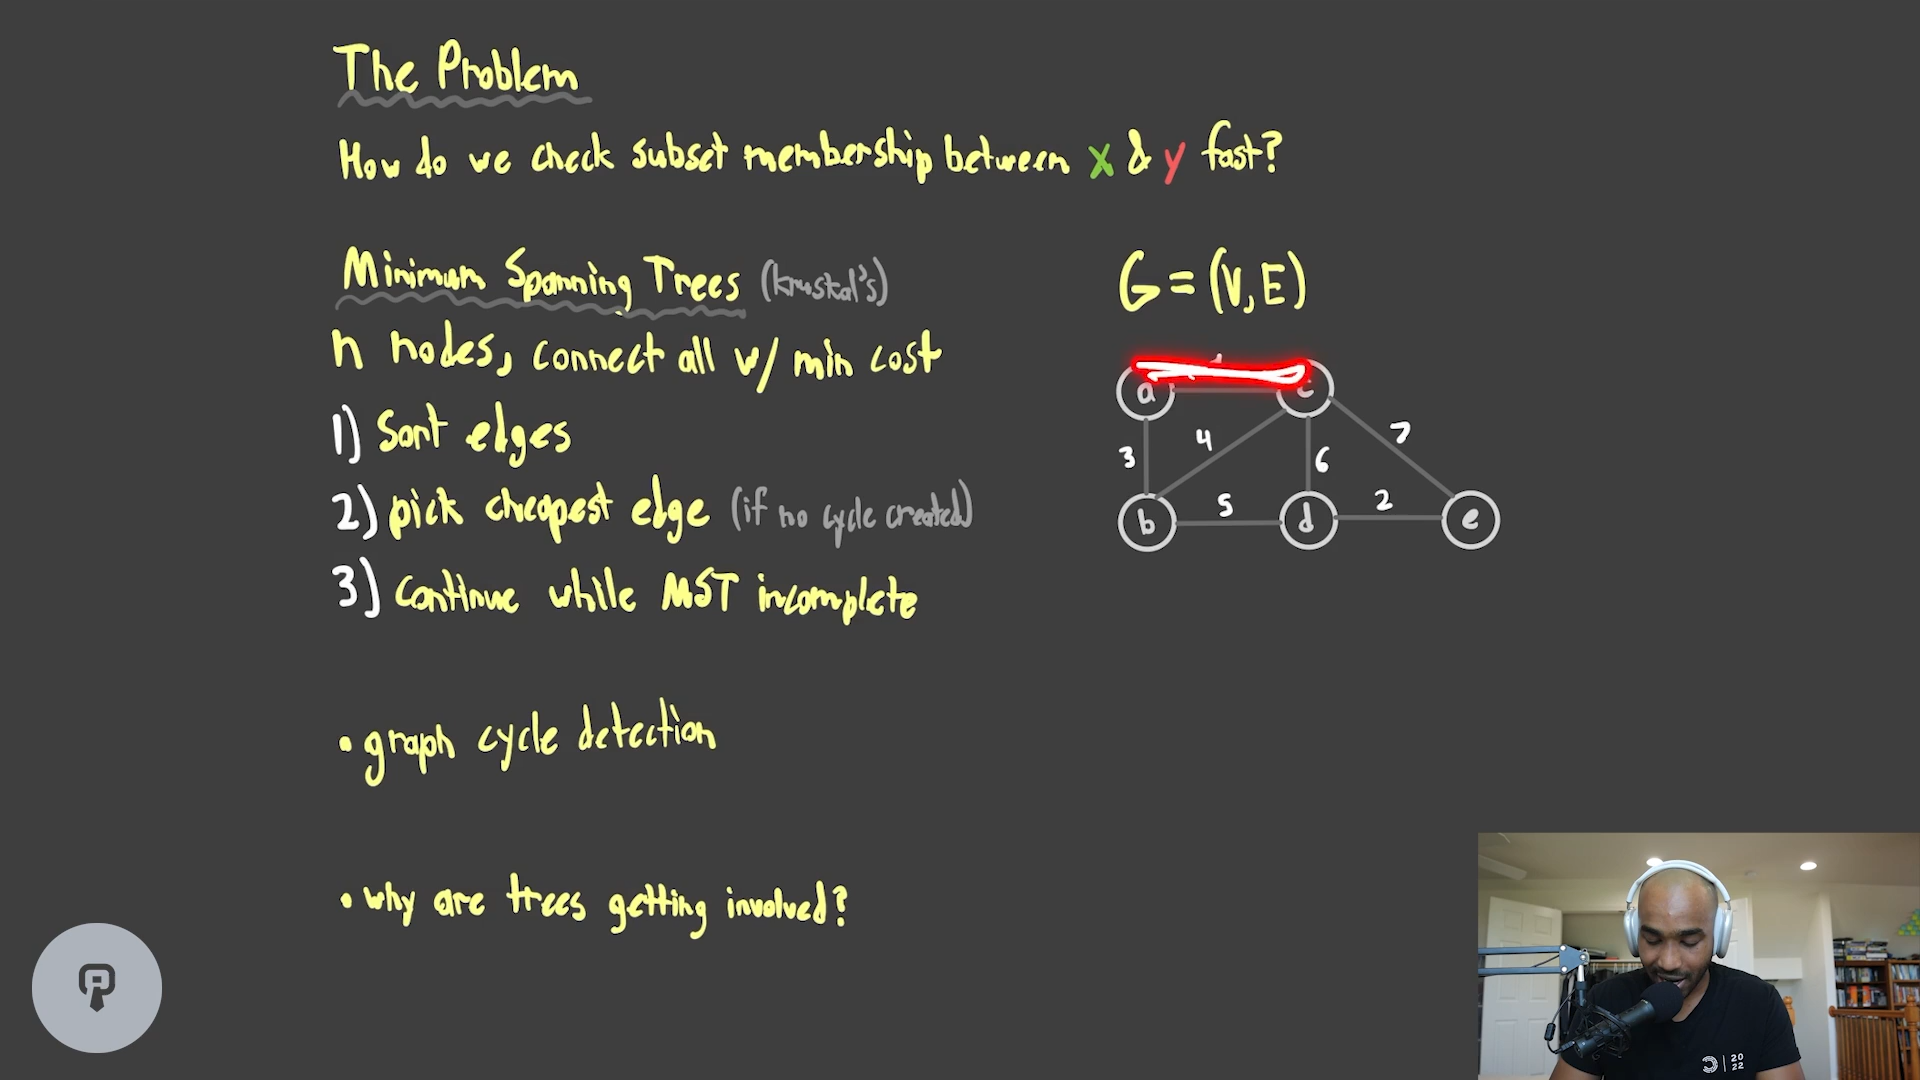 The Problem
How do we check subset membership between x & y fast?
Minimum Spanning Trees (kruskal's)
n nodes, connect all w/ min cost
1) Sort edges
2) pick cheapest edge (if no cycle created)
3) continue while MST incomplete
• graph cycle detection
• why are trees getting involved?
G = (V, E)
a c
3 4 6 7
b 5 d 2 e
20
22